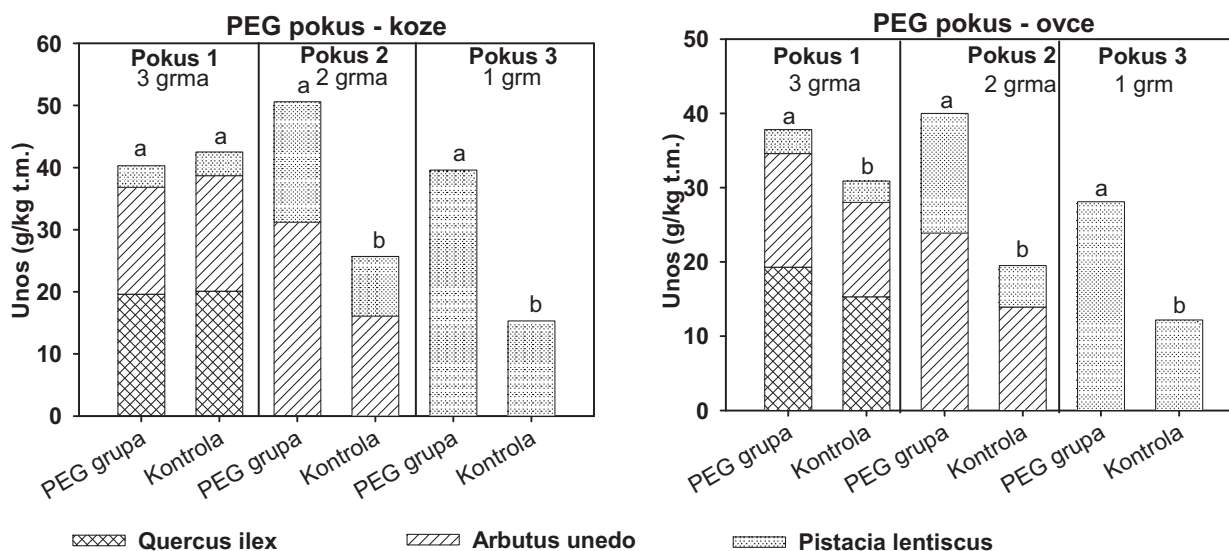 PEG pokus - koze
60
50
40
30
20
10
0
Unos (g/kg t.m.)
Pokus 1
3 grma
Pokus 2
2 grma
Pokus 3
1 grm
a
a
a
b
a
b
PEG grupa
Kontrola
PEG grupa
Kontrola
PEG grupa
Kontrola
PEG pokus - ovce
50
40
30
20
10
0
Unos (g/kg t.m.)
Pokus 1
3 grma
Pokus 2
2 grma
Pokus 3
1 grm
a
b
a
b
a
b
PEG grupa
Kontrola
PEG grupa
Kontrola
PEG grupa
Kontrola
Quercus ilex
Arbutus unedo
Pistacia lentiscus